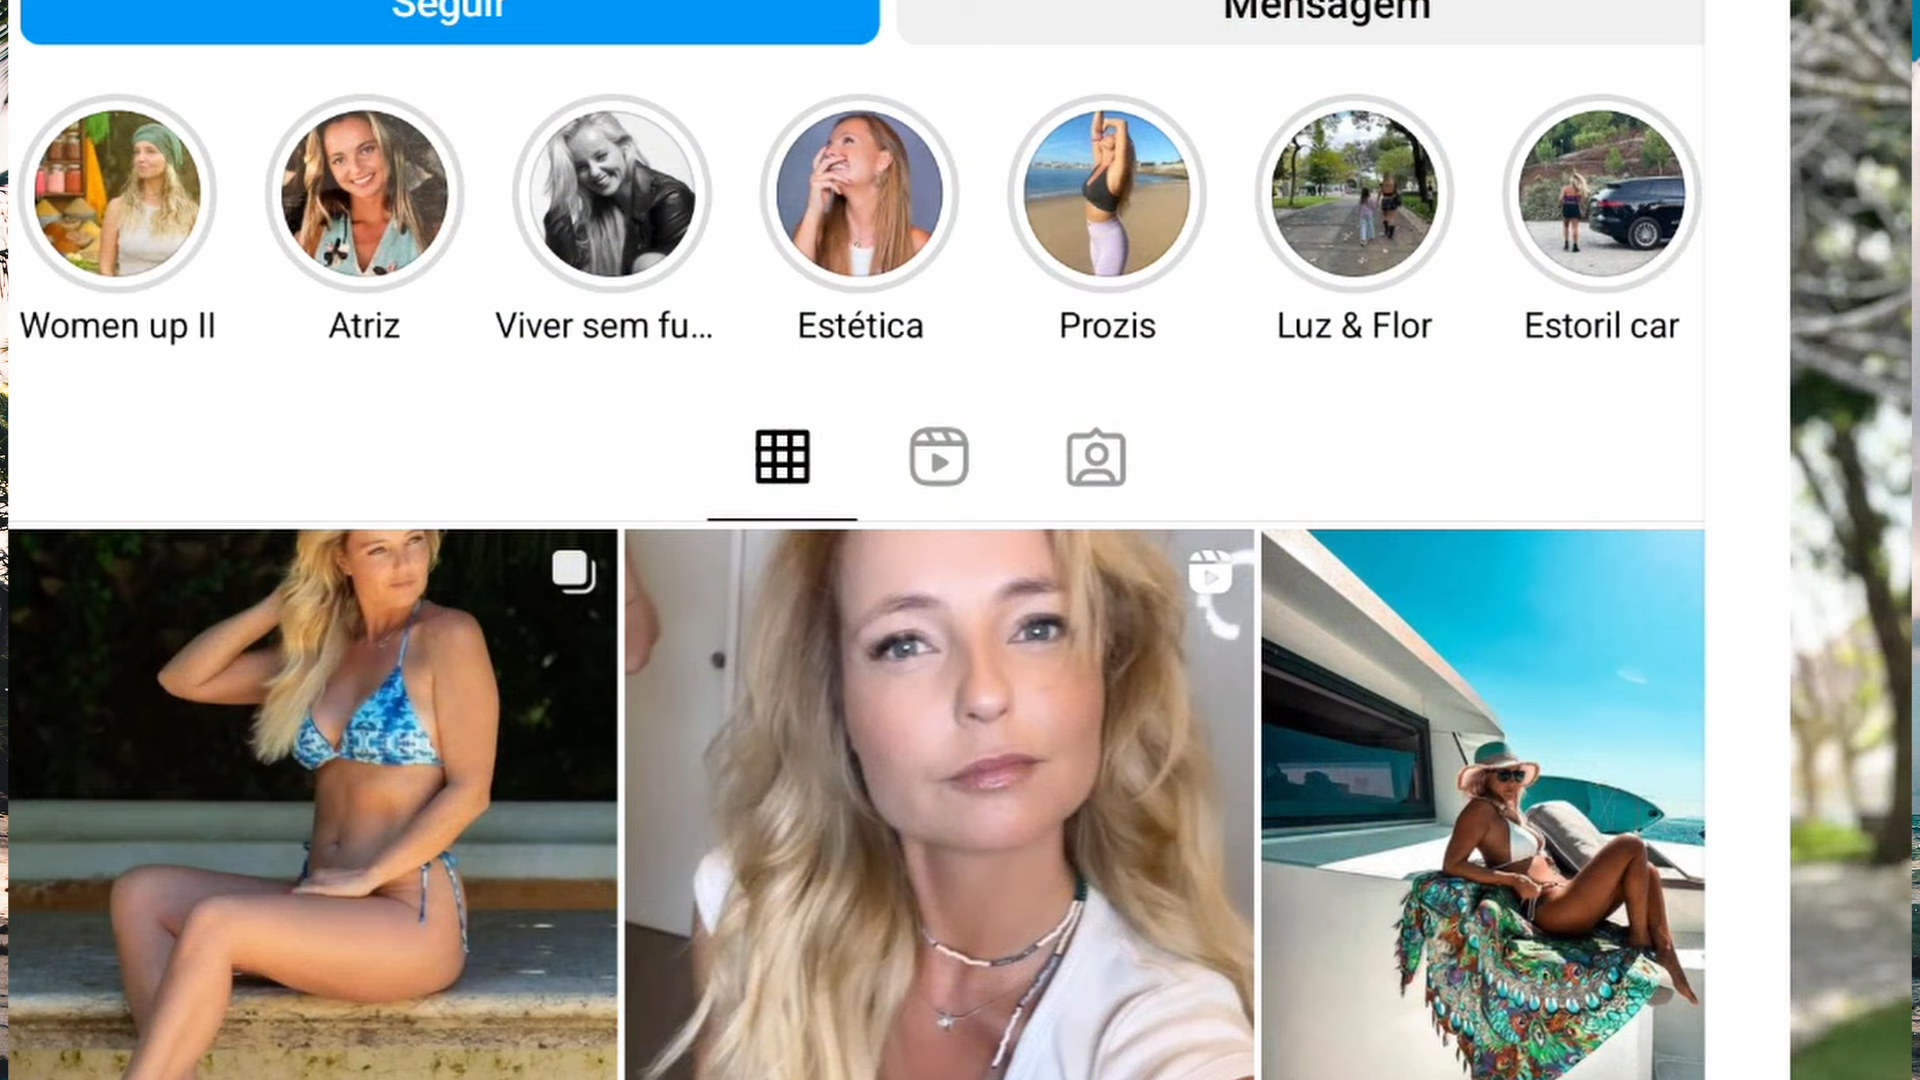 Seguir
Mensagem
Women up II
Atriz
Viver sem fu...
Estética
Prozis
Luz & Flor
Estoril car